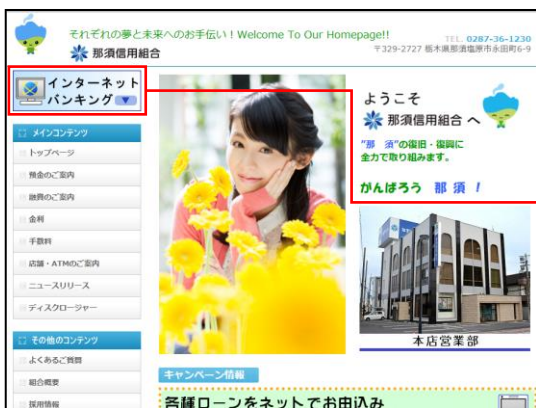 それぞれの夢と未来へのお手伝い！Welcome To Our Homepage!!
那須信用組合
TEL. 0287-36-1230
〒329-2727 栃木県那須塩原市永田町6-9
インターネット
バンキング
メインコンテンツ
トップページ
預金のご案内
融資のご案内
金利
手数料
店舗・ATMのご案内
ニュースリリース
ディスクロージャー
その他のコンテンツ
よくあるご質問
組合概要
採用情報
ようこそ
那須信用組合 へ
"那 須"の復旧・復興に
全力で取り組みます。
がんばろう 那 須 ！
本店営業部
キャンペーン情報
各種ローンをネットでお申込み